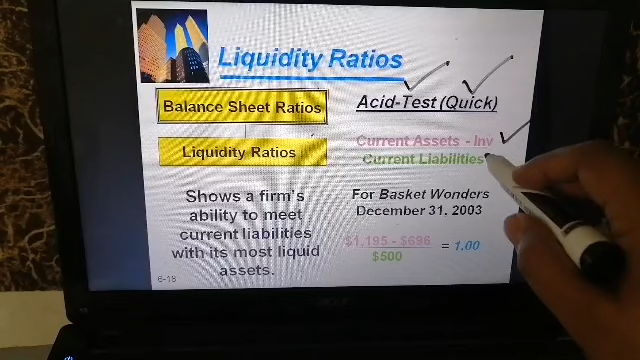 Liquidity Ratios
Balance Sheet Ratios
Acid-Test (Quick)
Liquidity Ratios
Current Assets - Inv
Current Liabilities
Shows a firm's
ability to meet
current liabilities
with its most liquid
assets.
For Basket Wonders
December 31, 2003
$1,195 - $696
$500
= 1.00
6-18
acer